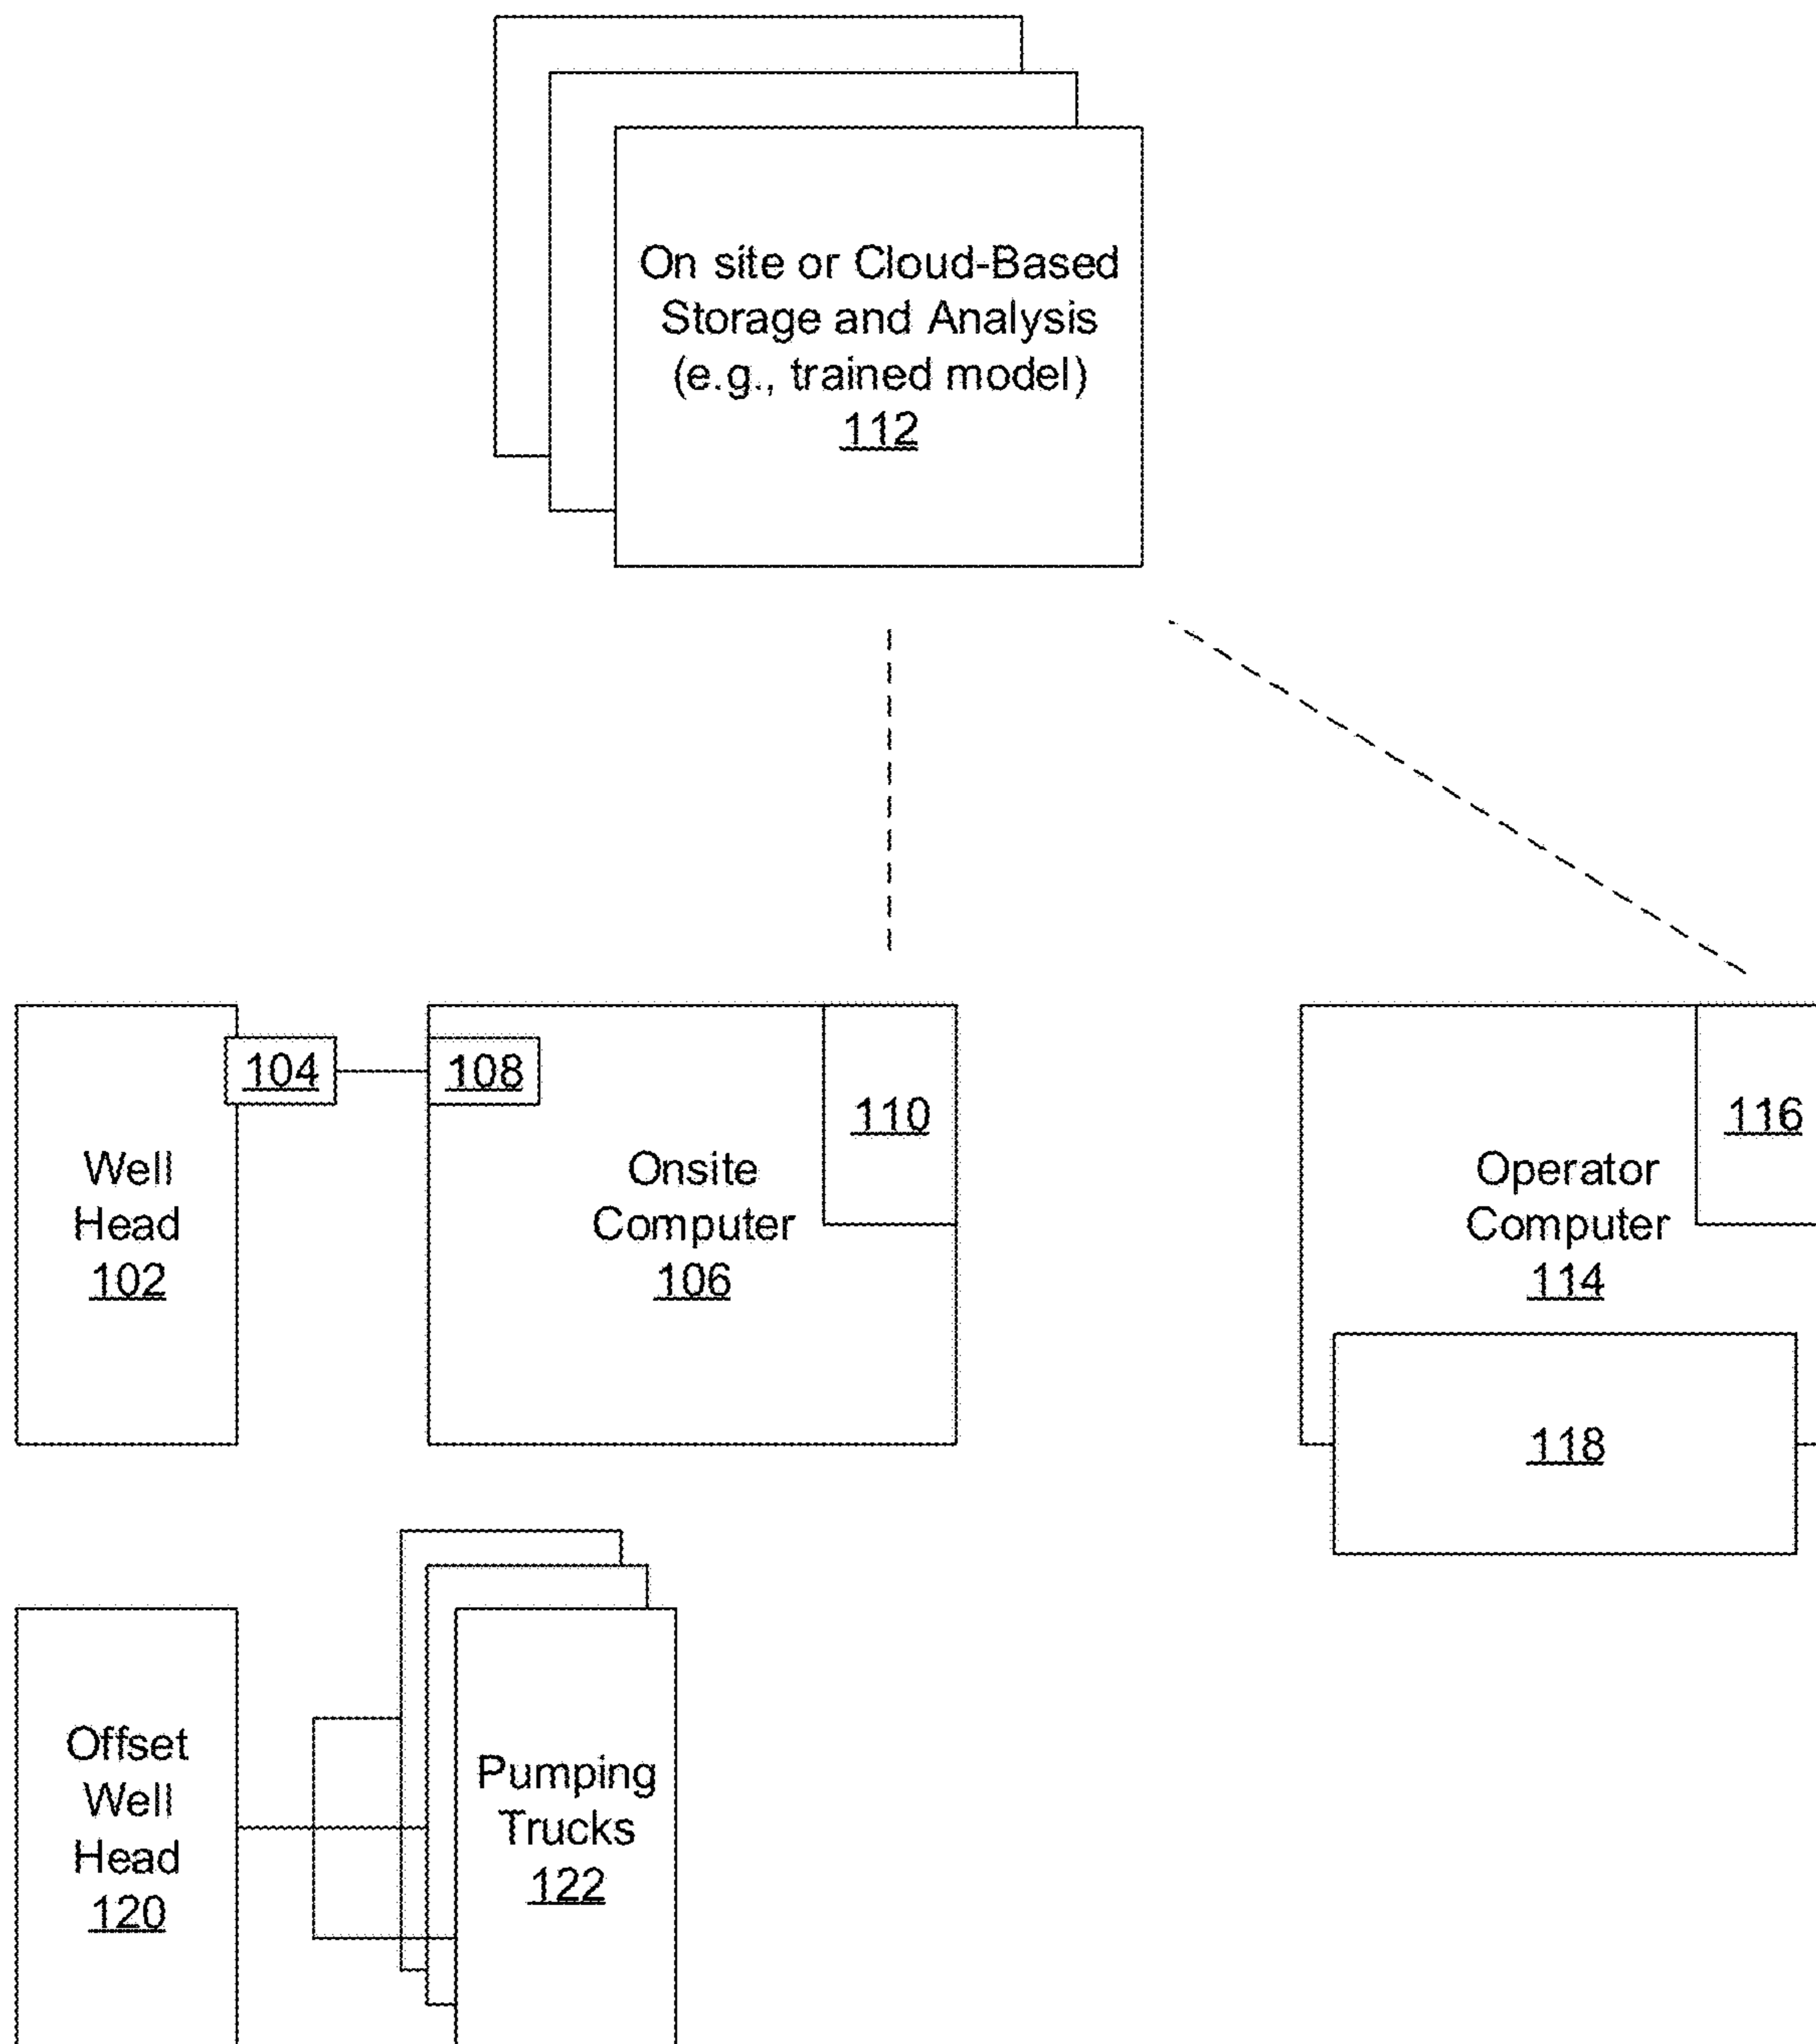 On site or Cloud-Based
Storage and Analysis
(e.g., trained model)
112
104
108
110
116
Well
Head
102
Onsite
Computer
106
Operator
Computer
114
118
Offset
Well
Head
120
Pumping
Trucks
122